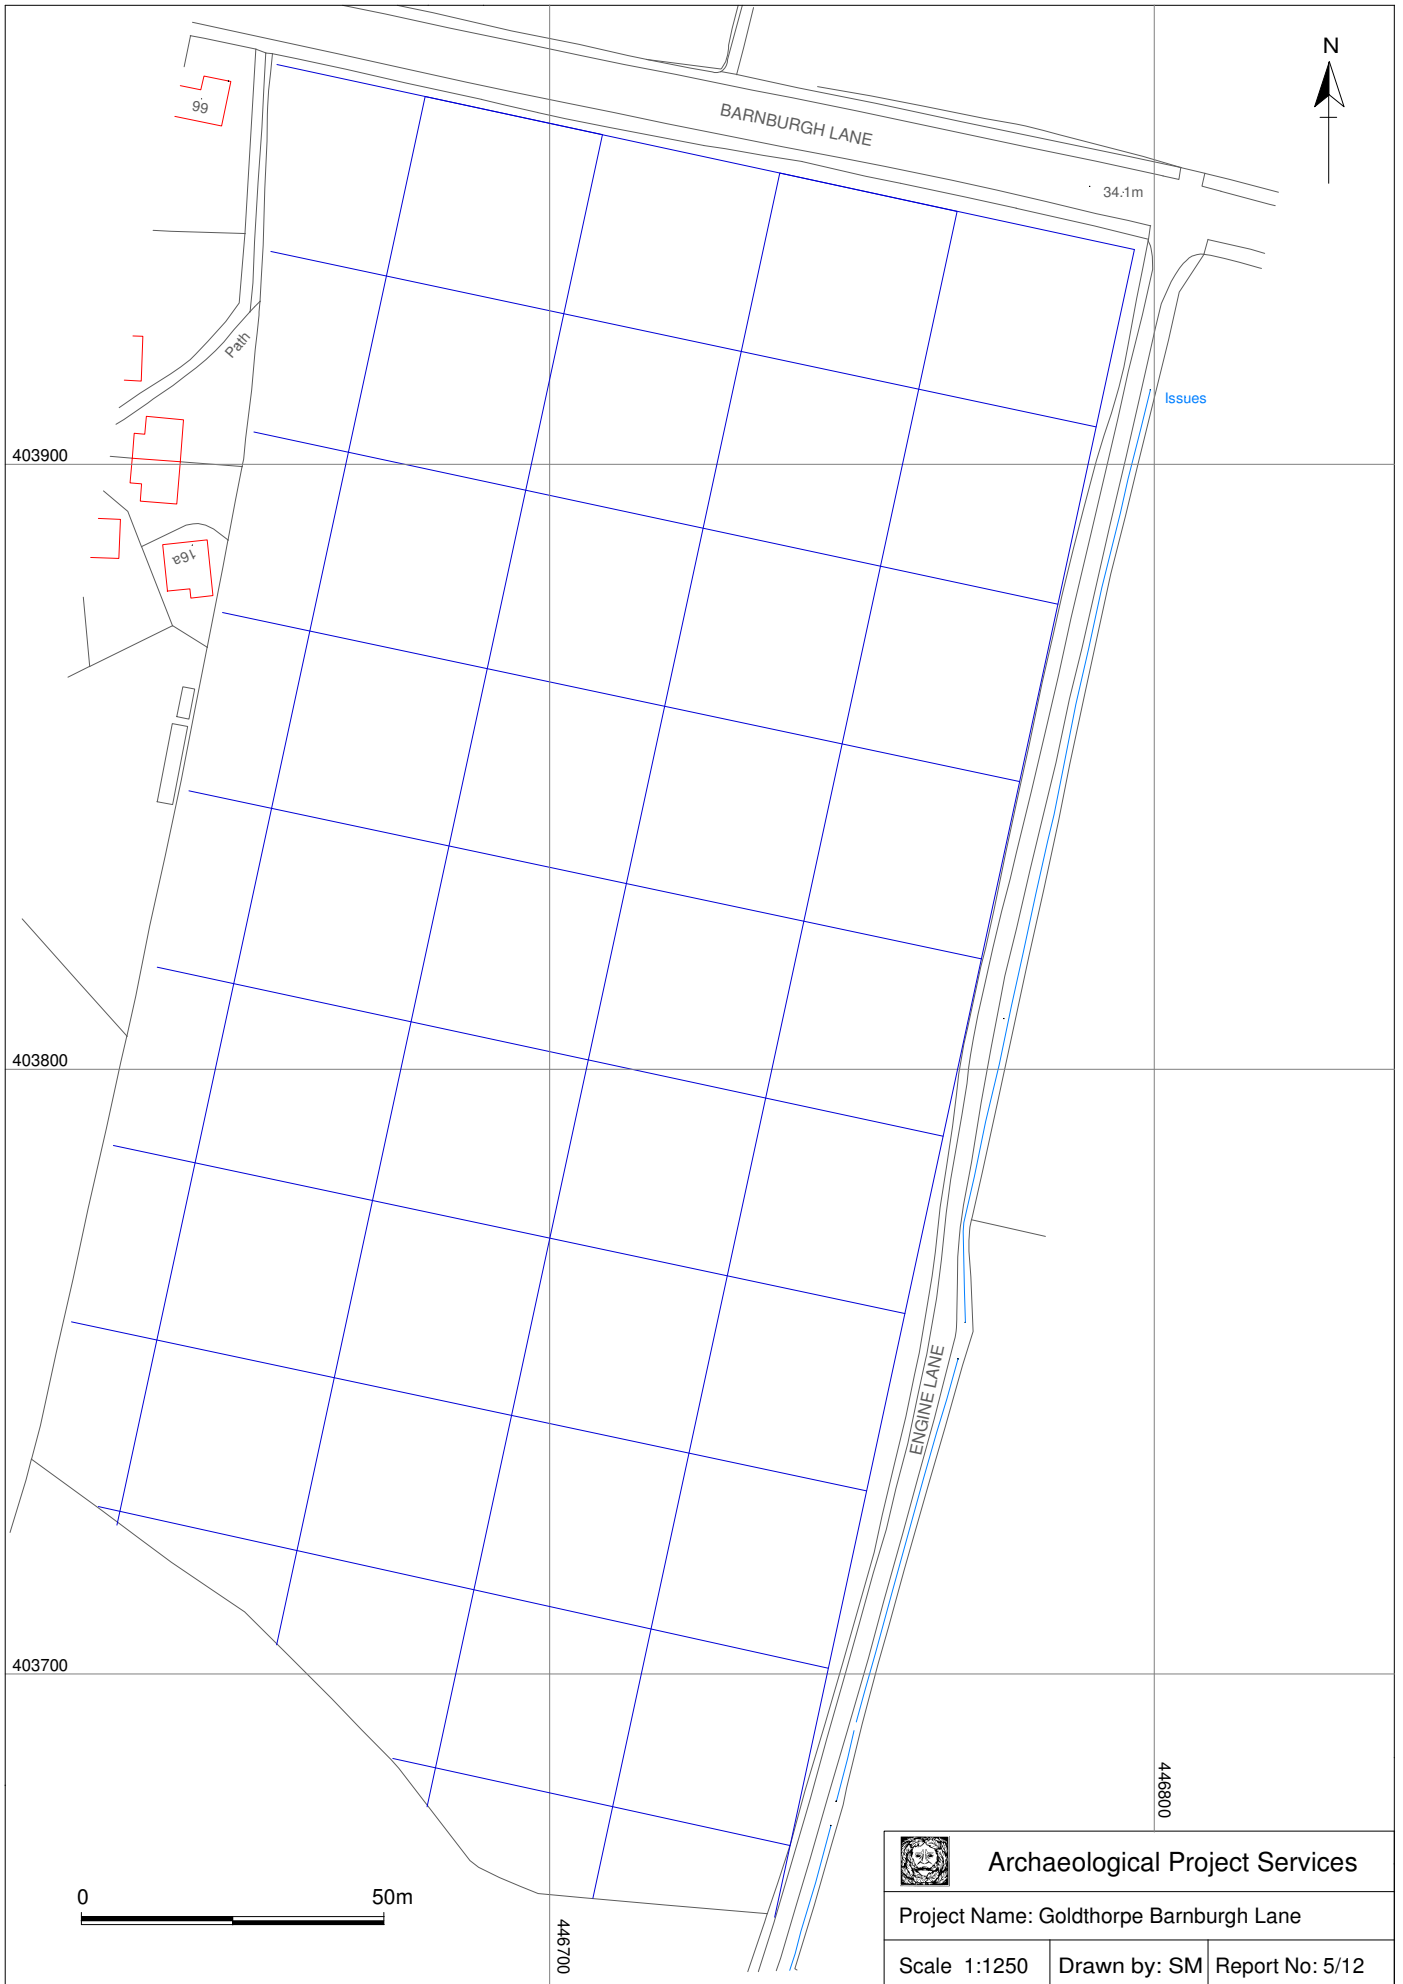 N
99
BARNBURGH LANE
34.1m
Path
Issues
403900
16a
403800
ENGINE LANE
403700
446800
0 50m
446700
Archaeological Project Services
Project Name: Goldthorpe Barnburgh Lane
Scale 1:1250 Drawn by: SM Report No: 5/12